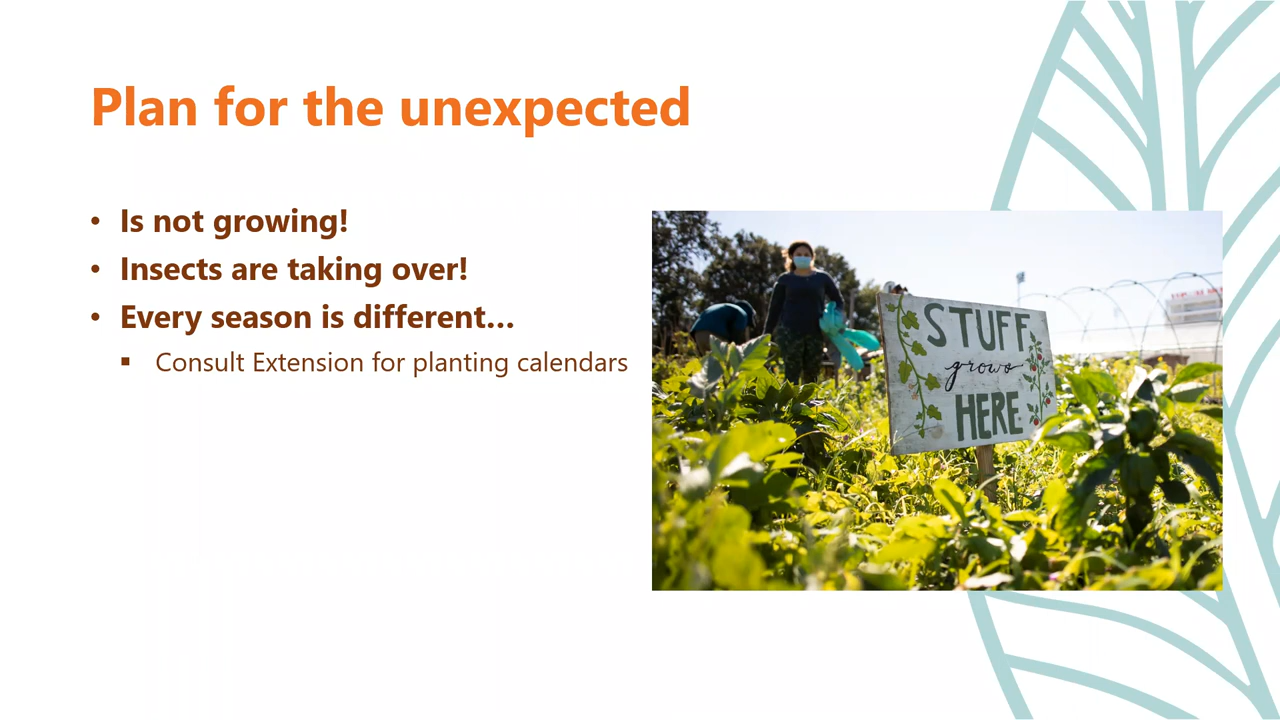 Plan for the unexpected
• Is not growing!
• Insects are taking over!
• Every season is different...
▪ Consult Extension for planting calendars
STUFF
grows
HERE